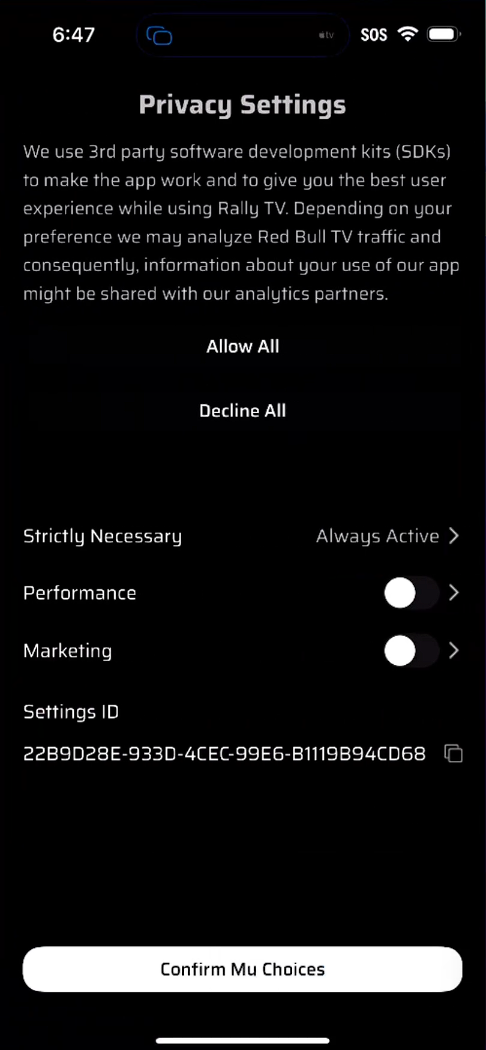 6:47
tv
SOS
Privacy Settings
We use 3rd party software development kits (SDKs)
to make the app work and to give you the best user
experience while using Rally TV. Depending on your
preference we may analyze Red Bull TV traffic and
consequently, information about your use of our app
might be shared with our analytics partners.
Allow All
Decline All
Strictly Necessary Always Active
Performance
Marketing
Settings ID
22B9D28E-933D-4CEC-99E6-B1119B94CD68
Confirm Mu Choices